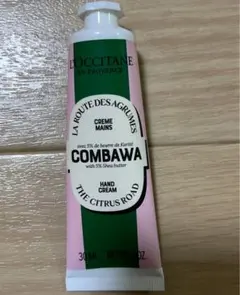 L'OCCITANE
EN PROVENCE
LA ROUTE DES AGRUMES
CREME
MAINS
avec 5% de beurre de Karité
COMBAWA
with 5% Shea butter
HAND
CREAM
THE CITRUS ROAD
30